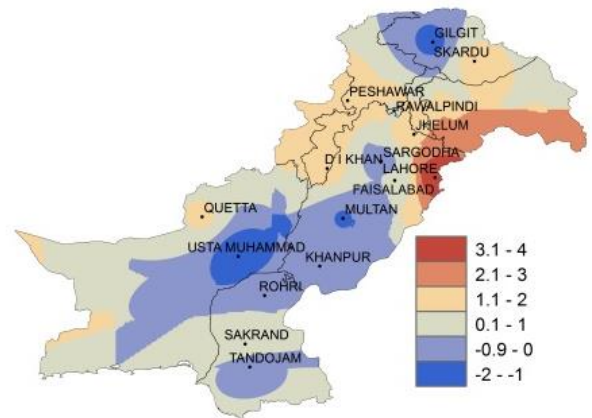 GILGIT
SKARDU
PESHAWAR
RAWALPINDI
JHELUM
D I KHAN
SARGODHA
LAHORE
FAISALABAD
QUETTA
MULTAN
USTA MUHAMMAD
KHANPUR
ROHRI
SAKRAND
TANDOJAM
3.1 - 4
2.1 - 3
1.1 - 2
0.1 - 1
-0.9 - 0
-2 - -1